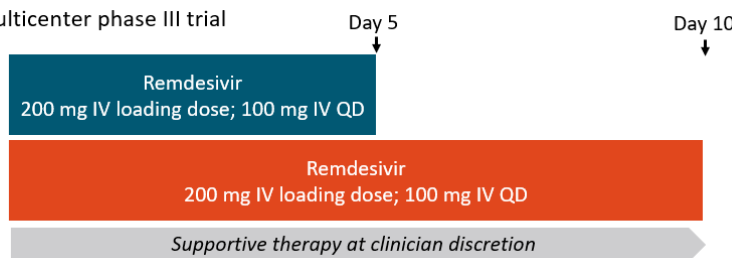 ulticenter phase III trial
Day 5
Day 10
Remdesivir
200 mg IV loading dose; 100 mg IV QD
Remdesivir
200 mg IV loading dose; 100 mg IV QD
Supportive therapy at clinician discretion